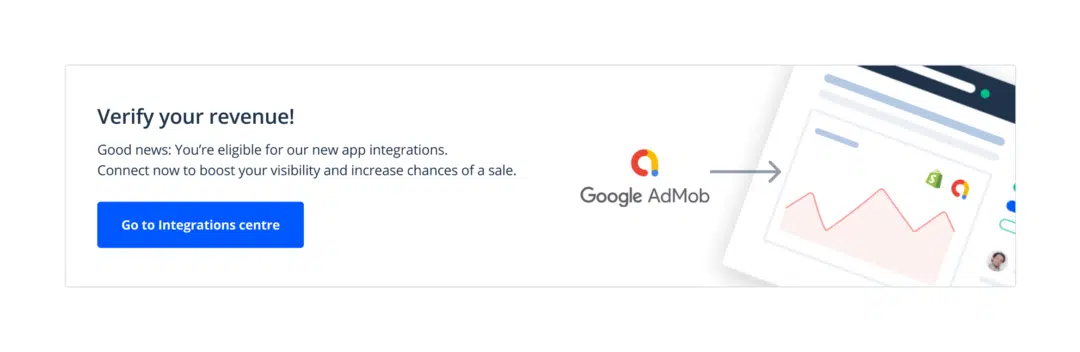 Verify your revenue!
Good news: You’re eligible for our new app integrations.
Connect now to boost your visibility and increase chances of a sale.
Go to Integrations centre
Google AdMob